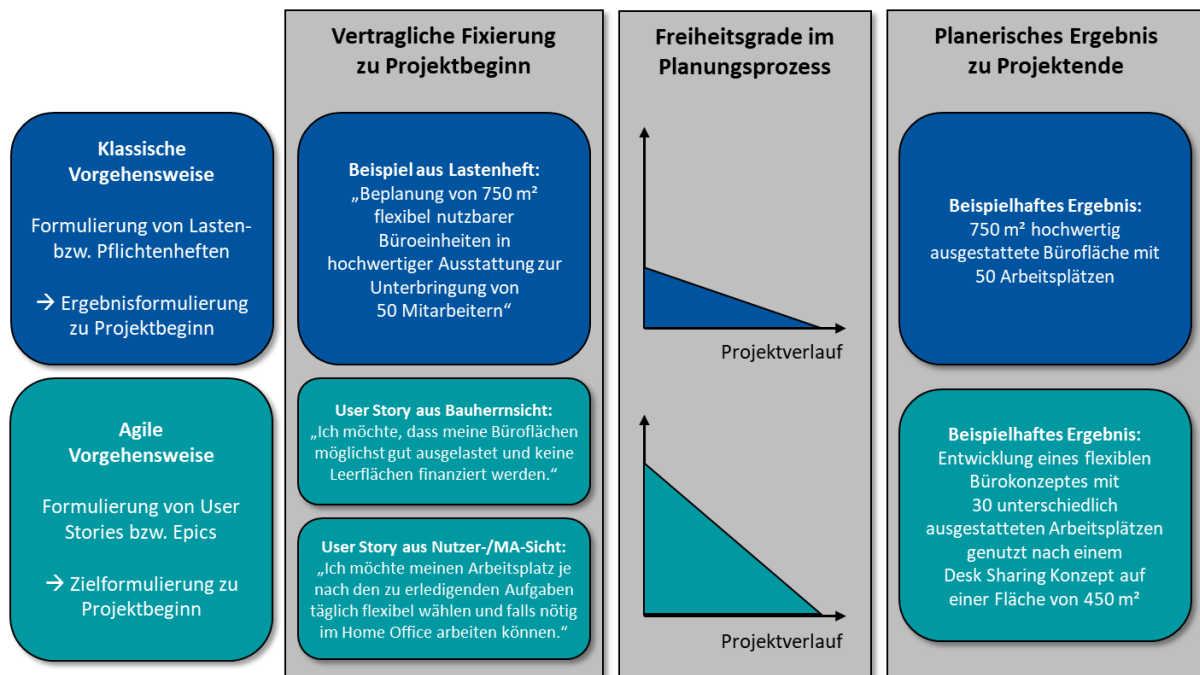 Vertragliche Fixierung
zu Projektbeginn
Freiheitsgrade im
Planungsprozess
Planerisches Ergebnis
zu Projektende
Klassische
Vorgehensweise
Formulierung von Lasten-
bzw. Pflichtenheften
→ Ergebnisformulierung
zu Projektbeginn
Beispiel aus Lastenheft:
„Beplanung von 750 m²
flexibel nutzbarer
Büroeinheiten in
hochwertiger Ausstattung zur
Unterbringung von
50 Mitarbeitern“
Projektverlauf
Beispielhaftes Ergebnis:
750 m² hochwertig
ausgestattete Bürofläche mit
50 Arbeitsplätzen
Agile
Vorgehensweise
Formulierung von User
Stories bzw. Epics
→ Zielformulierung zu
Projektbeginn
User Story aus Bauherrnsicht:
„Ich möchte, dass meine Büroflächen
möglichst gut ausgelastet und keine
Leerflächen finanziert werden.“
User Story aus Nutzer-/MA-Sicht:
„Ich möchte meinen Arbeitsplatz je
nach den zu erledigenden Aufgaben
täglich flexibel wählen und falls nötig
im Home Office arbeiten können.“
Projektverlauf
Beispielhaftes Ergebnis:
Entwicklung eines flexiblen
Bürokonzeptes mit
30 unterschiedlich
ausgestatteten Arbeitsplätzen
genutzt nach einem
Desk Sharing Konzept auf
einer Fläche von 450 m²